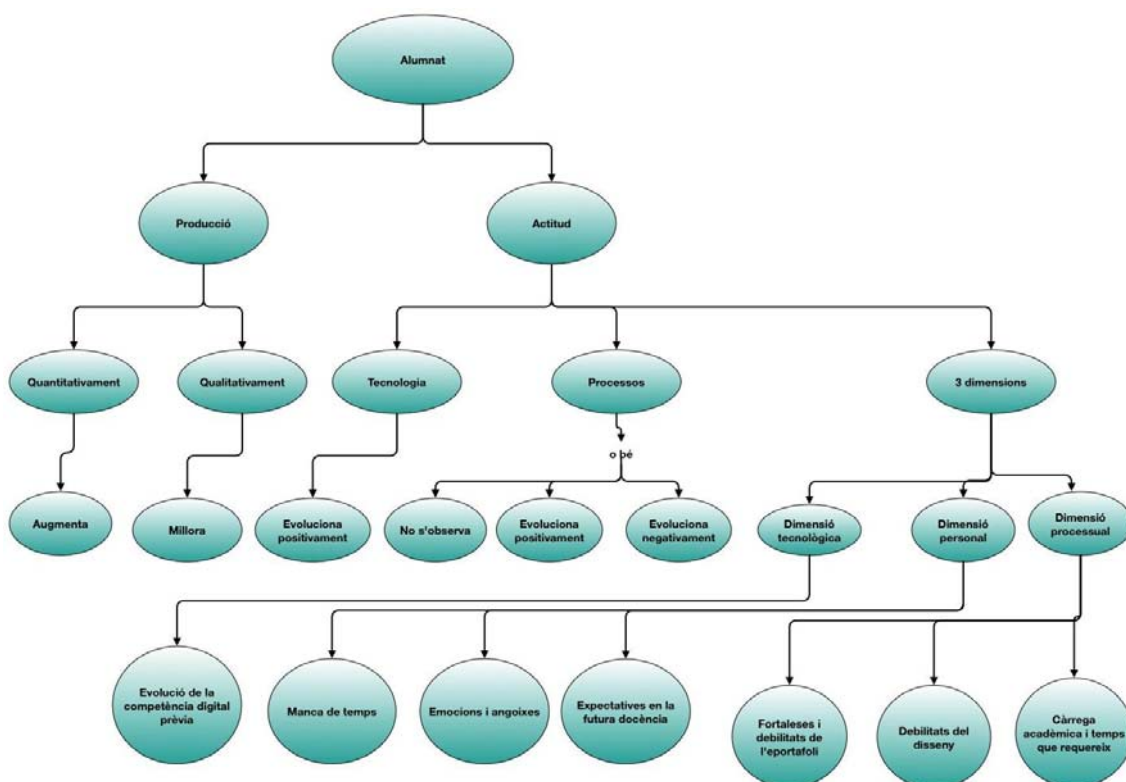 Alumnat
Producció
Actitud
Quantitativament
Qualitativament
Tecnologia
Processos
3 dimensions
o bé
Augmenta
Millora
Evoluciona
positivament
No s'observa
Evoluciona
positivament
Evoluciona
negativament
Dimensió
tecnològica
Dimensió
personal
Dimensió
processual
Evolució de la
competència digital
prèvia
Manca de temps
Emocions i angoixes
Expectatives en la
futura docència
Fortaleses i
debilitats de
l'eportafoli
Debilitats del
disseny
Càrrega
acadèmica i temps
que requereix